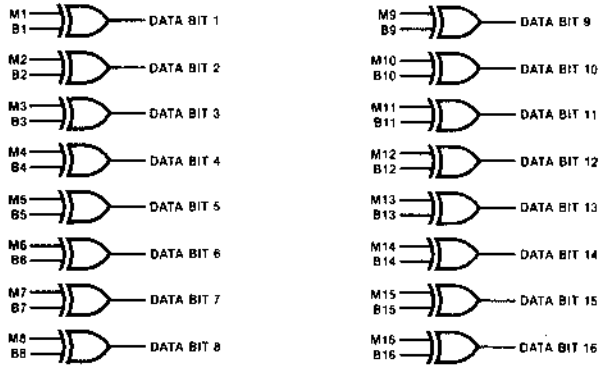 M1
B1
DATA BIT 1
M2
B2
DATA BIT 2
M3
B3
DATA BIT 3
M4
B4
DATA BIT 4
M5
B5
DATA BIT 5
M6
B6
DATA BIT 6
M7
B7
DATA BIT 7
M8
B8
DATA BIT 8
M9
B9
DATA BIT 9
M10
B10
DATA BIT 10
M11
B11
DATA BIT 11
M12
B12
DATA BIT 12
M13
B13
DATA BIT 13
M14
B14
DATA BIT 14
M15
B15
DATA BIT 15
M16
B16
DATA BIT 16